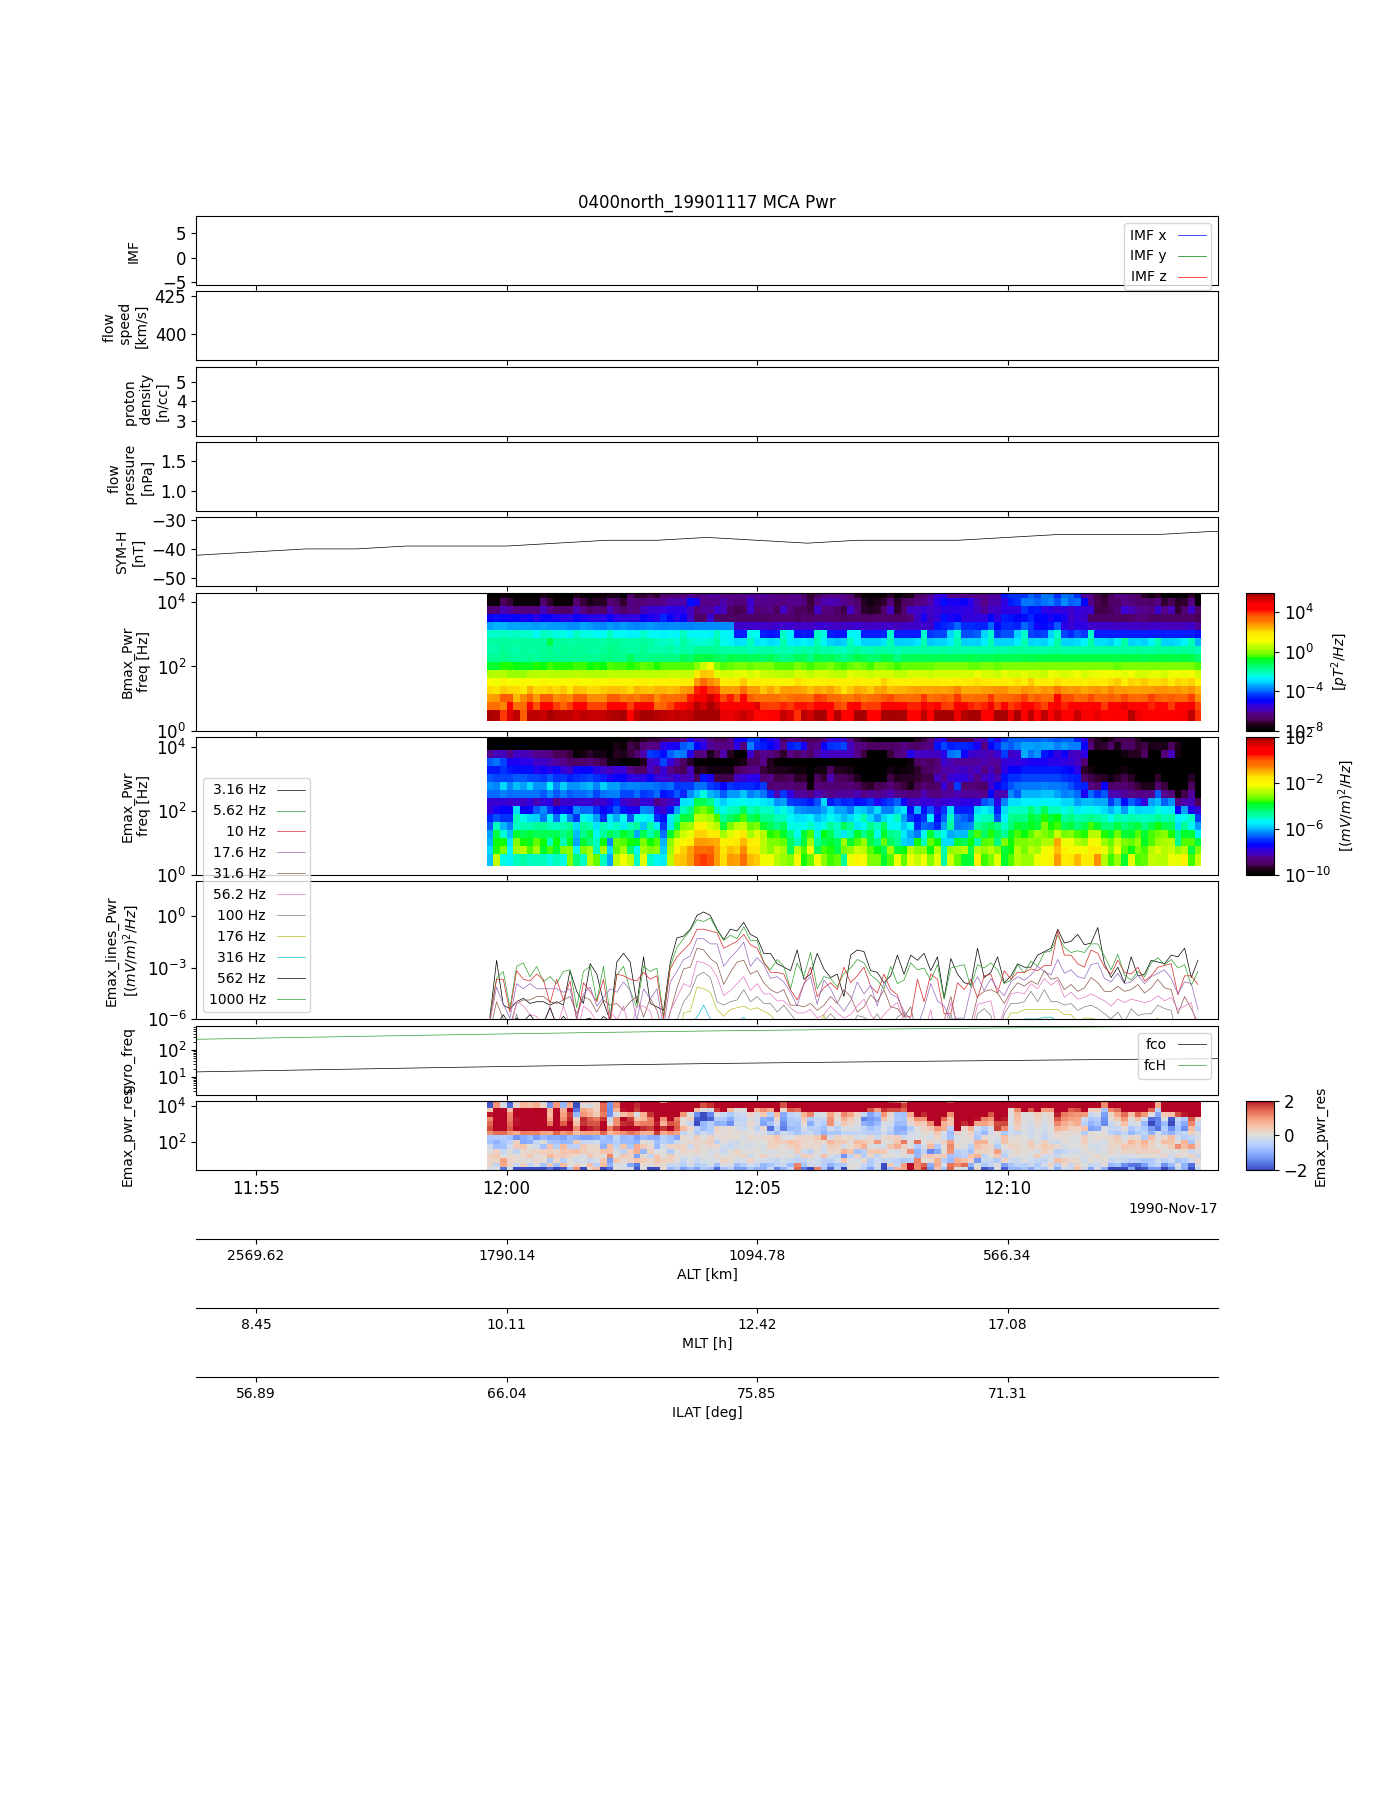 0400north_19901117 MCA Pwr
IMF
5
0
−5
IMF x
IMF y
IMF z
flow
speed
[km/s]
425
400
proton
density
[n/cc]
5
4
3
flow
pressure
[nPa]
1.5
1.0
SYM-H
[nT]
−30
−40
−50
Bmax_Pwr
freq [Hz]
10^4
10^2
10^0
10^4
10^0
10^−4
10^−8
[pT^2/Hz]
Emax_Pwr
freq [Hz]
10^4
10^2
10^0
10^2
10^−2
10^−6
10^−10
[(mV/m)^2/Hz]
3.16 Hz
5.62 Hz
10 Hz
17.6 Hz
31.6 Hz
56.2 Hz
100 Hz
176 Hz
316 Hz
562 Hz
1000 Hz
Emax_lines_Pwr
[(mV/m)^2/Hz]
10^0
10^−3
10^−6
gyro_freq
10^2
10^1
fco
fcH
Emax_pwr_res
10^4
10^2
2
0
−2
Emax_pwr_res
11:55 12:00 12:05 12:10
1990-Nov-17
2569.62 1790.14 1094.78 566.34
ALT [km]
8.45 10.11 12.42 17.08
MLT [h]
56.89 66.04 75.85 71.31
ILAT [deg]